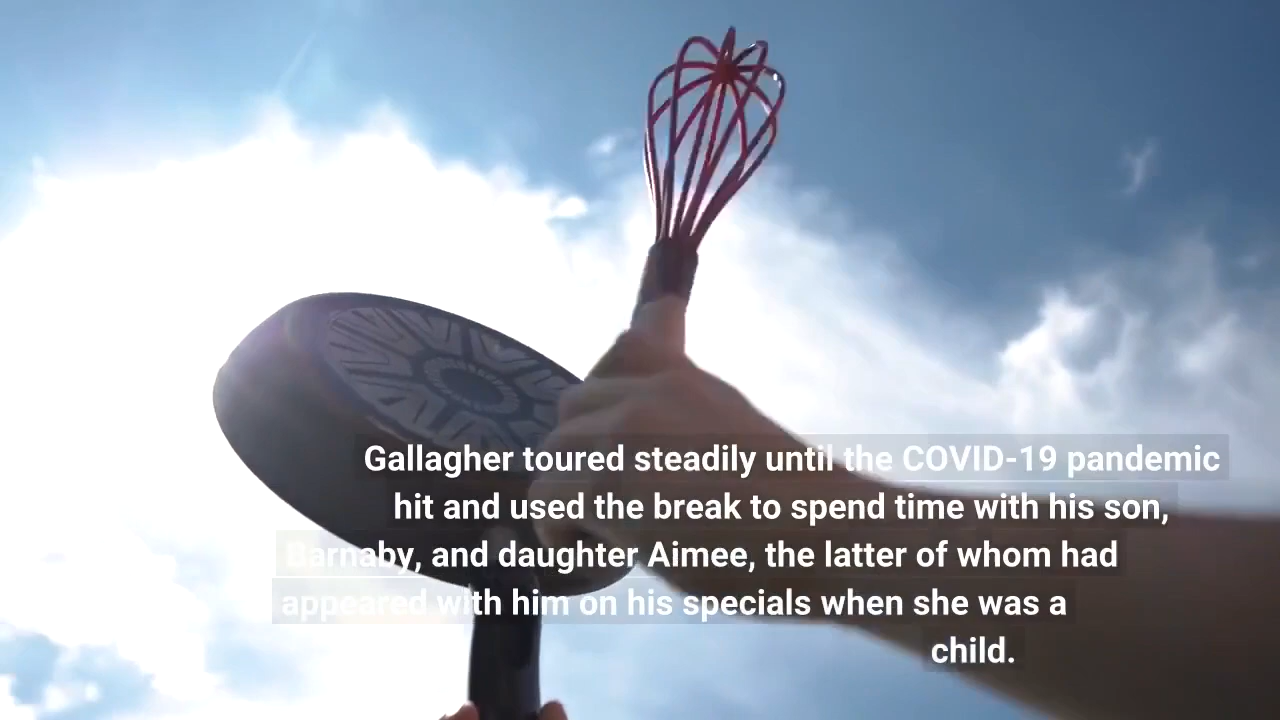 Gallagher toured steadily until the COVID-19 pandemic
hit and used the break to spend time with his son,
Barnaby, and daughter Aimee, the latter of whom had
appeared with him on his specials when she was a
child.